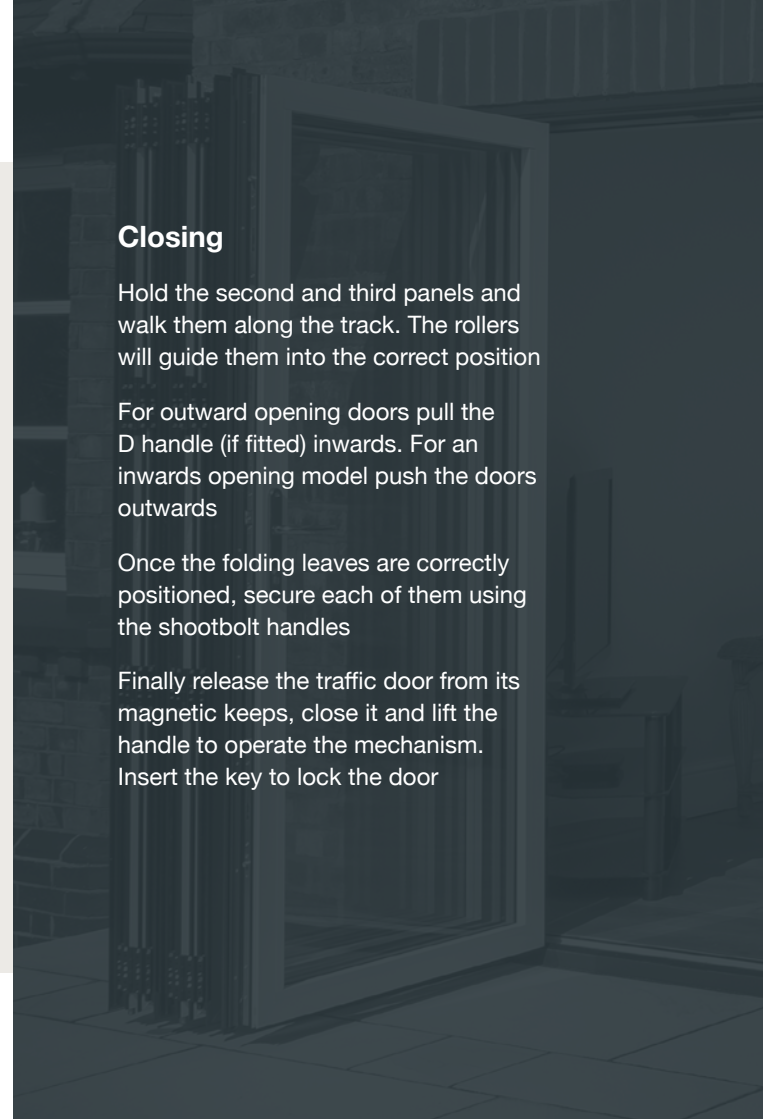 Closing
Hold the second and third panels and
walk them along the track. The rollers
will guide them into the correct position
For outward opening doors pull the
D handle (if fitted) inwards. For an
inwards opening model push the doors
outwards
Once the folding leaves are correctly
positioned, secure each of them using
the shootbolt handles
Finally release the traffic door from its
magnetic keeps, close it and lift the
handle to operate the mechanism.
Insert the key to lock the door